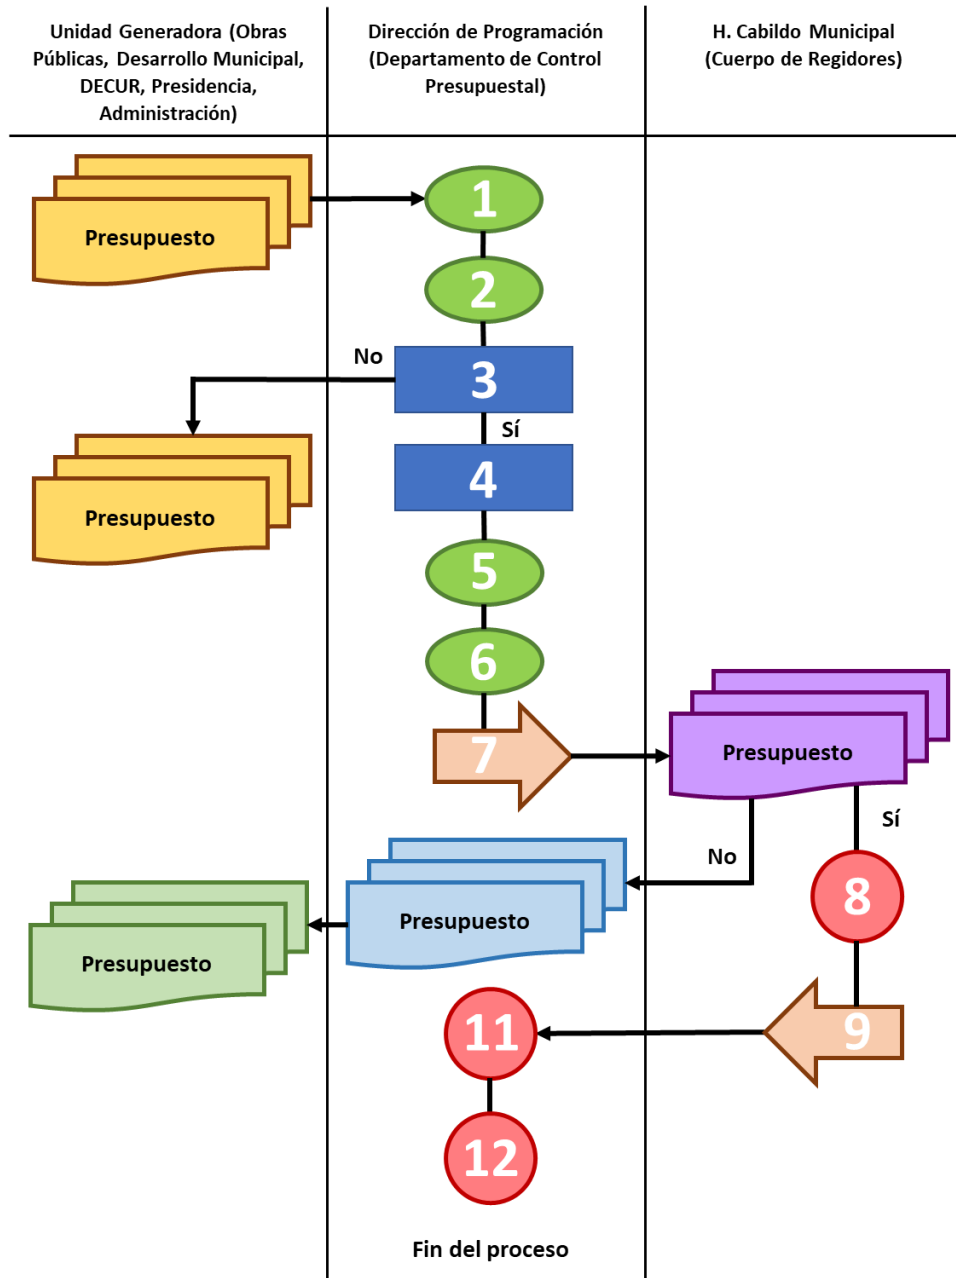 Unidad Generadora (Obras
Públicas, Desarrollo Municipal,
DECUR, Presidencia,
Administración)
Dirección de Programación
(Departamento de Control
Presupuestal)
H. Cabildo Municipal
(Cuerpo de Regidores)
Presupuesto
1
2
No
3
Sí
4
Presupuesto
5
6
7
Presupuesto
Sí
No
8
Presupuesto
Presupuesto
9
11
12
Fin del proceso